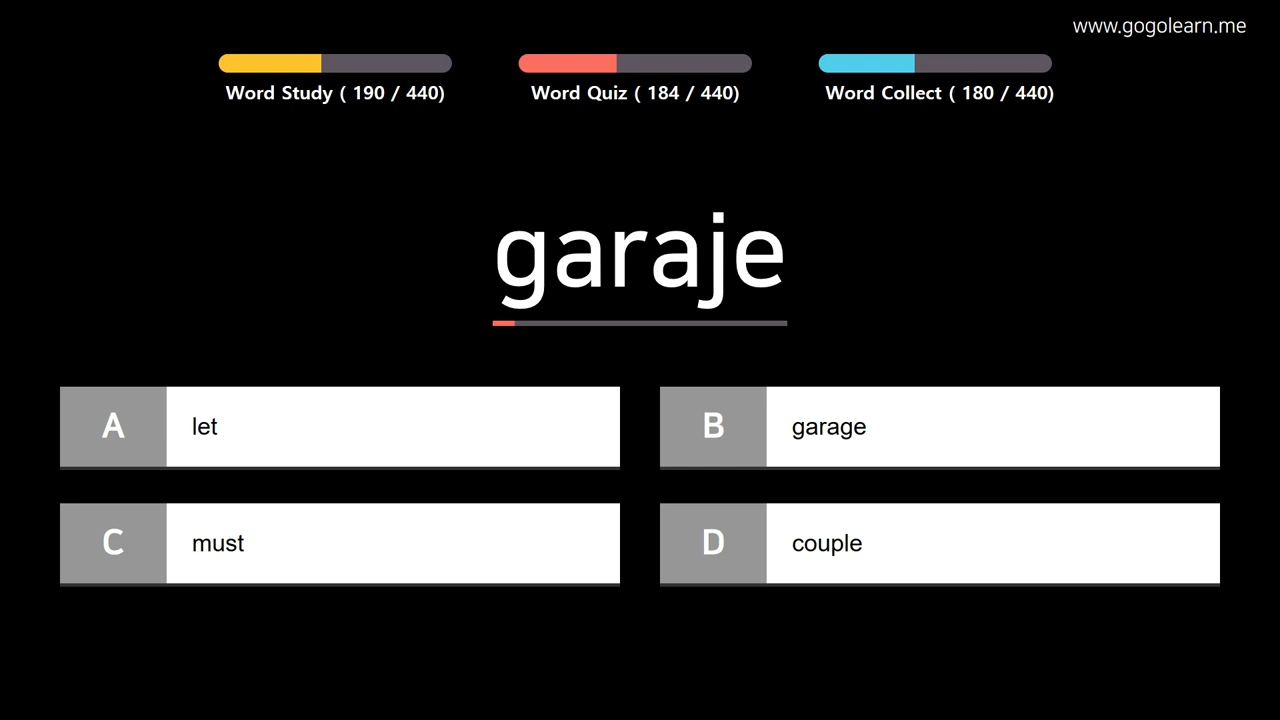 www.gogolearn.me
Word Study ( 190 / 440)
Word Quiz ( 184 / 440)
Word Collect ( 180 / 440)
garaje
A let
B garage
C must
D couple